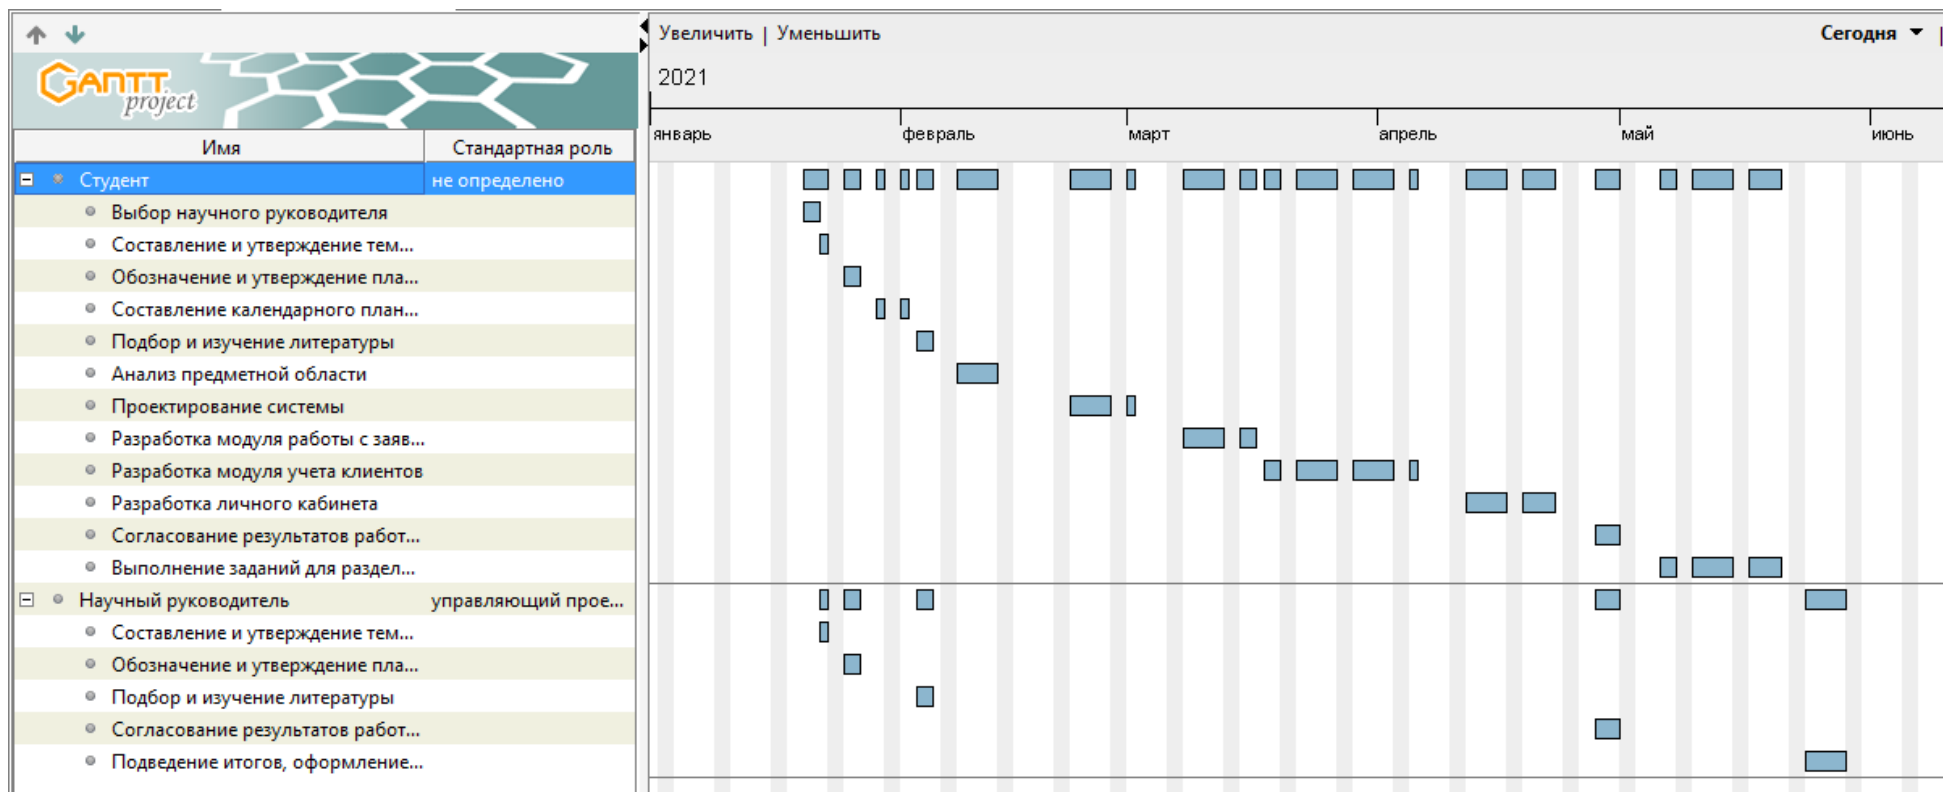 Увеличить | Уменьшить
Сегодня
GANTT
project
2021
январь февраль март апрель май июнь
Имя Стандартная роль
Студент не определено
Выбор научного руководителя
Составление и утверждение тем...
Обозначение и утверждение пла...
Составление календарного план...
Подбор и изучение литературы
Анализ предметной области
Проектирование системы
Разработка модуля работы с заяв...
Разработка модуля учета клиентов
Разработка личного кабинета
Согласование результатов работ...
Выполнение заданий для раздел...
Научный руководитель управляющий прое...
Составление и утверждение тем...
Обозначение и утверждение пла...
Подбор и изучение литературы
Согласование результатов работ...
Подведение итогов, оформление...